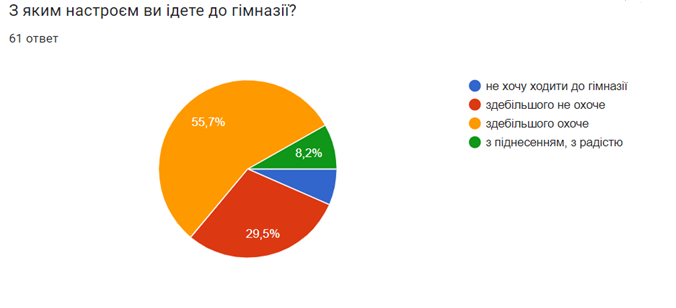 З яким настроєм ви ідете до гімназії?
61 ответ
55,7%
8,2%
29,5%
не хочу ходити до гімназії
здебільшого не охоче
здебільшого охоче
з піднесенням, з радістю